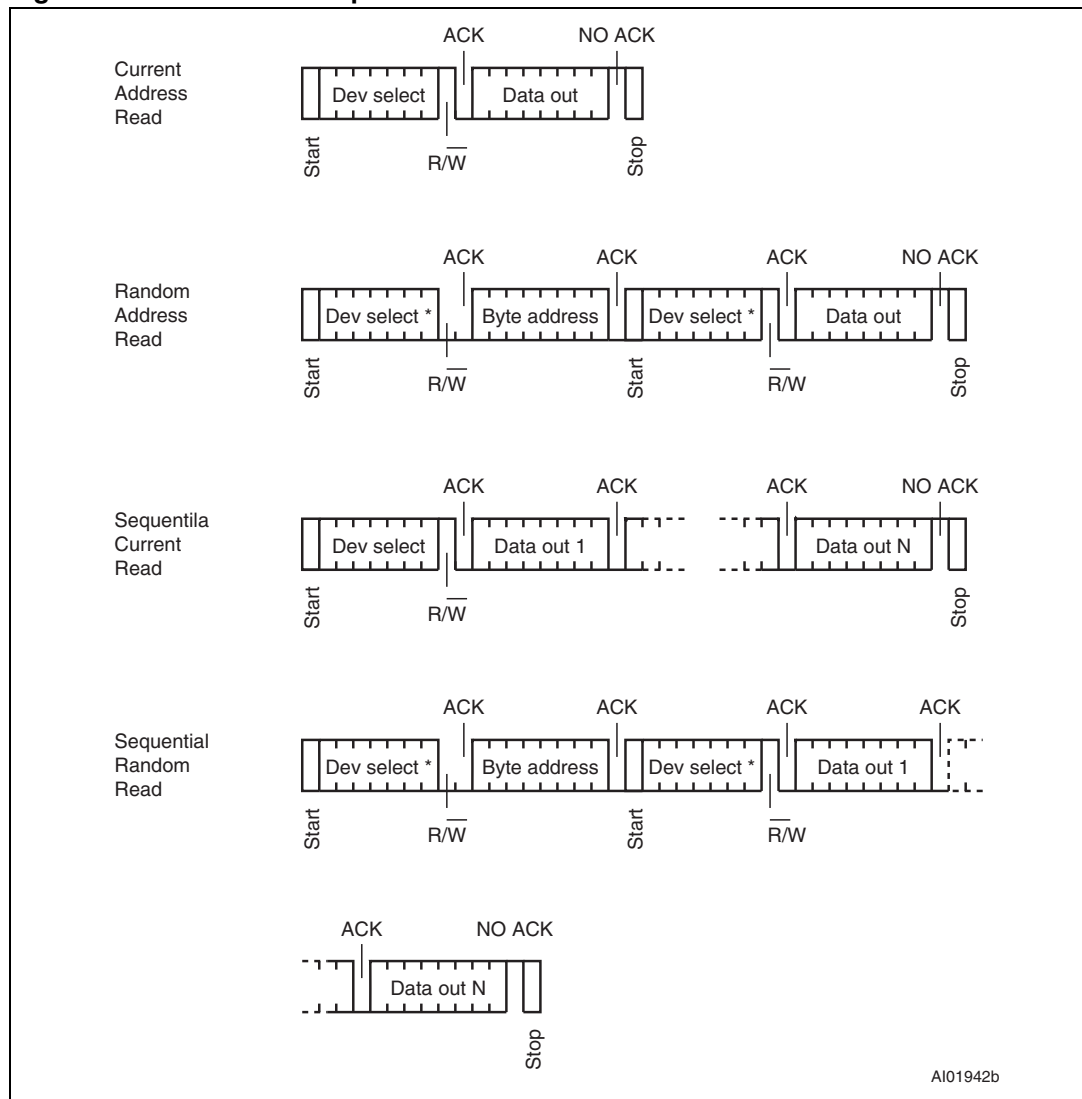 ACK NO ACK
Current
Address
Read
Dev select Data out
Start R/W̅ Stop
ACK ACK ACK NO ACK
Random
Address
Read
Dev select * Byte address Dev select * Data out
Start R/W̅ Start R̅/W Stop
ACK ACK ACK NO ACK
Sequentila
Current
Read
Dev select Data out 1 Data out N
Start R/W̅ Stop
ACK ACK ACK ACK
Sequential
Random
Read
Dev select * Byte address Dev select * Data out 1
Start R/W̅ Start R̅/W
ACK NO ACK
Data out N
Stop
AI01942b